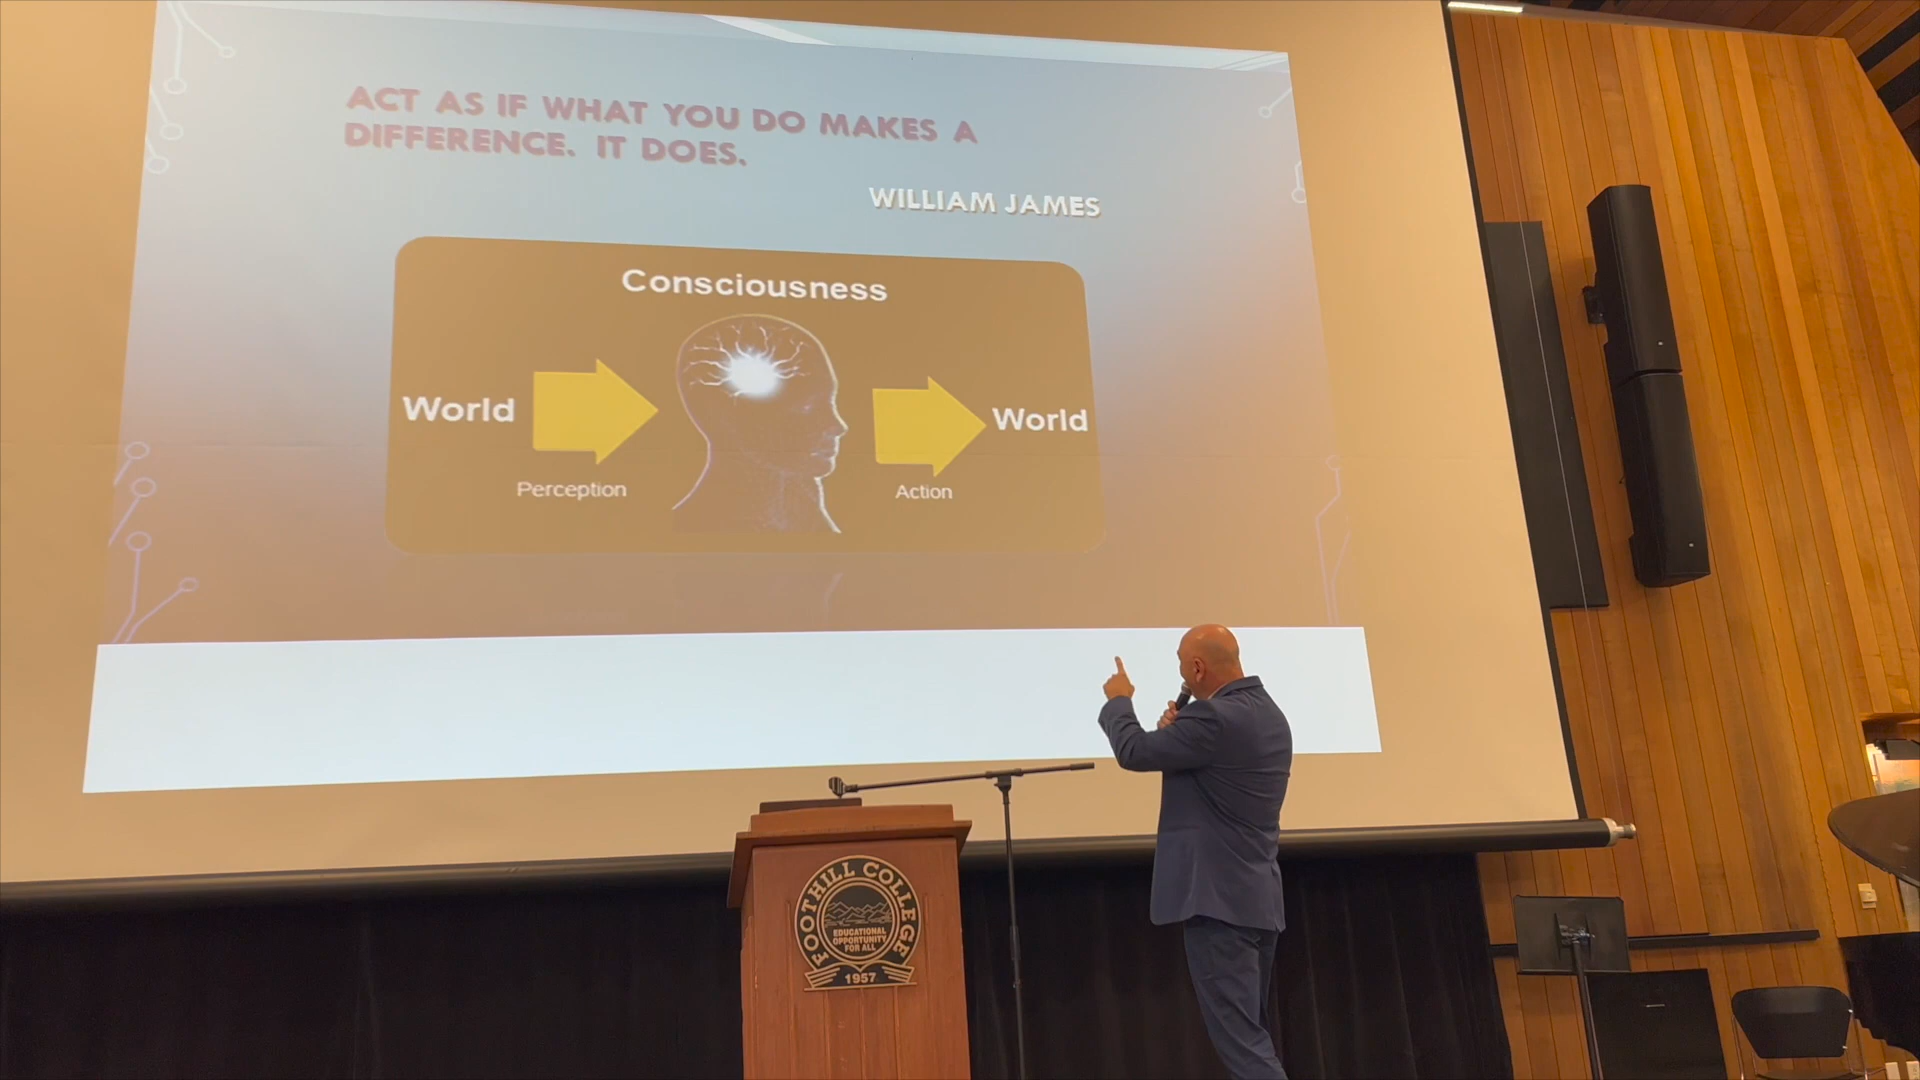 ACT AS IF WHAT YOU DO MAKES A
DIFFERENCE. IT DOES.
WILLIAM JAMES
Consciousness
World
World
Perception
Action
FOOTHILL COLLEGE
EDUCATIONAL
OPPORTUNITY
FOR ALL
1957